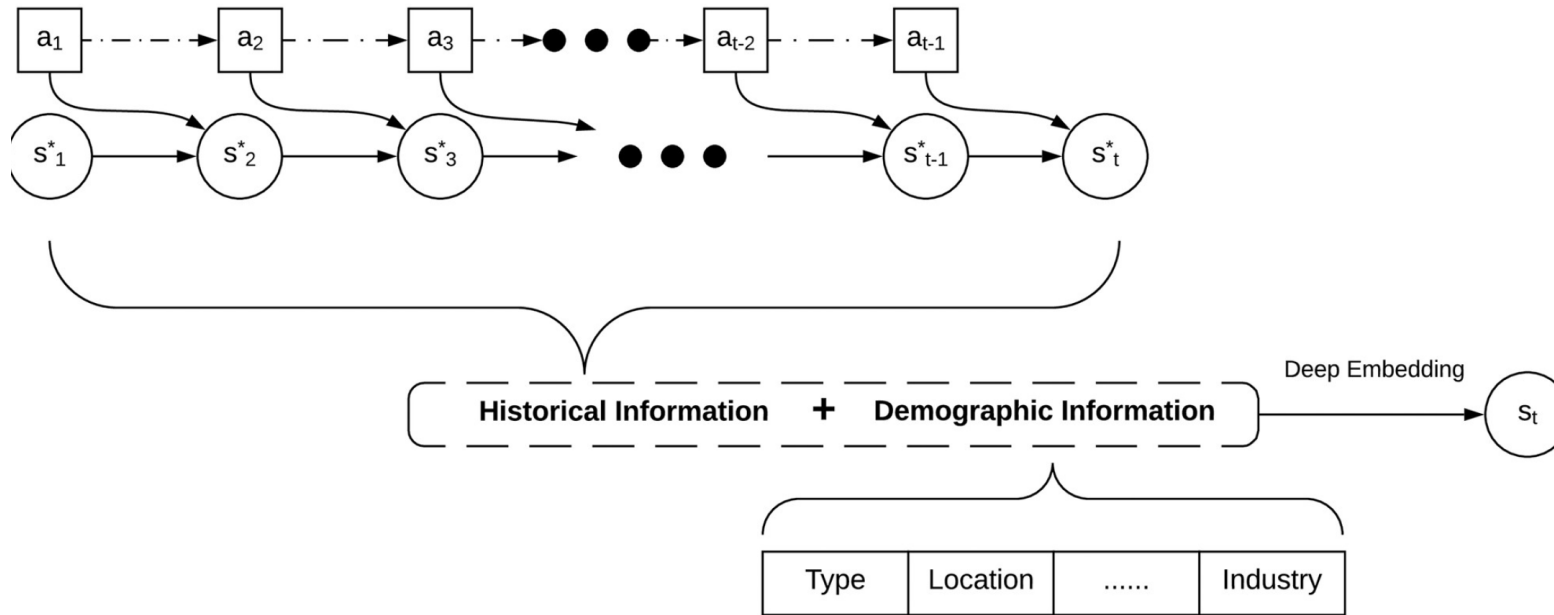 a1 a2 a3 at-2 at-1
s*1 s*2 s*3 s*t-1 s*t
Deep Embedding
Historical Information + Demographic Information
st
Type Location ...... Industry